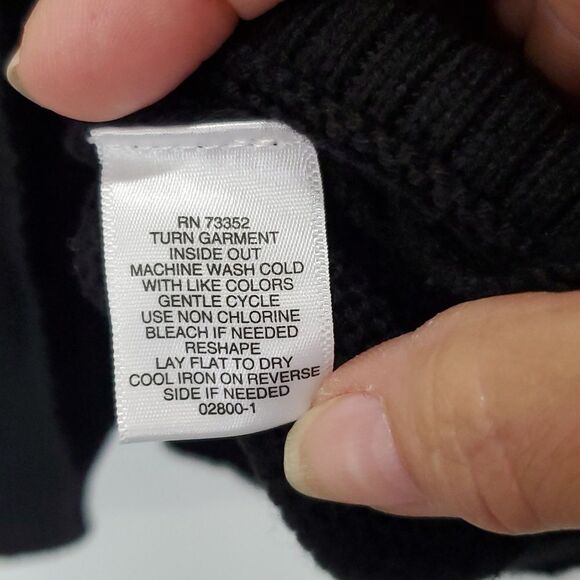 RN 73352
TURN GARMENT
INSIDE OUT
MACHINE WASH COLD
WITH LIKE COLORS
GENTLE CYCLE
USE NON CHLORINE
BLEACH IF NEEDED
RESHAPE
LAY FLAT TO DRY
COOL IRON ON REVERSE
SIDE IF NEEDED
02800-1